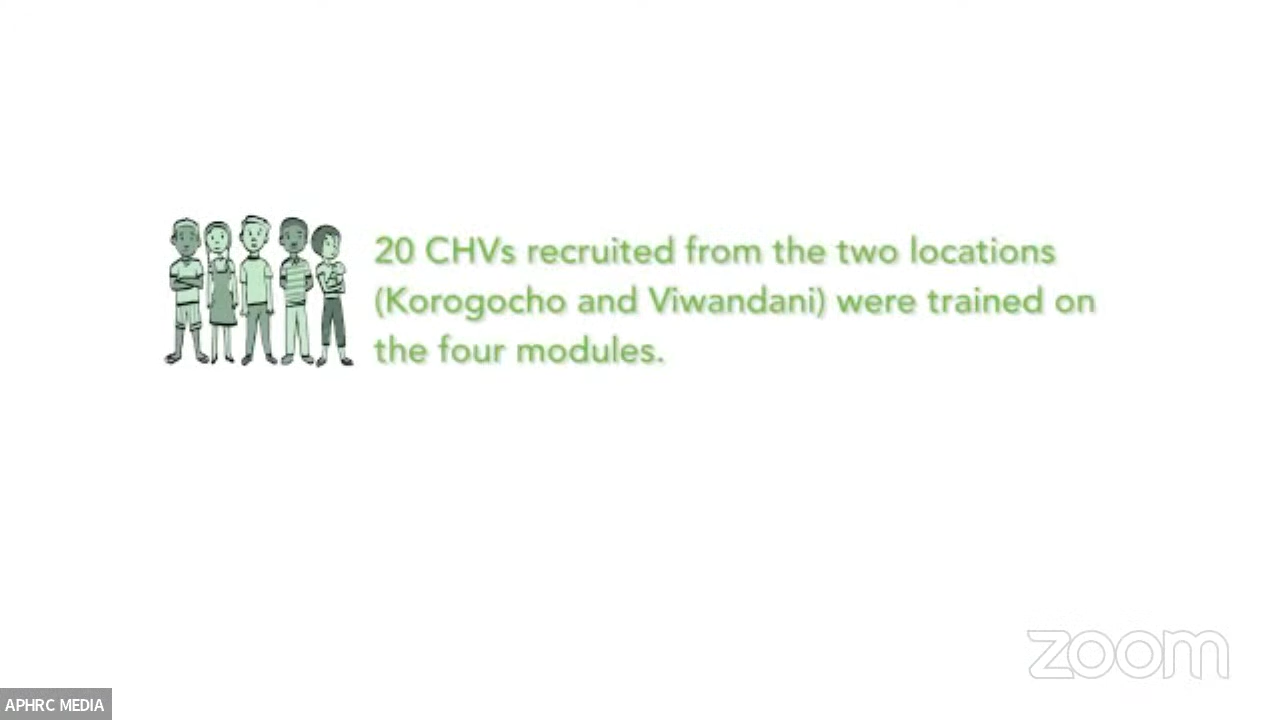 20 CHVs recruited from the two locations
(Korogocho and Viwandani) were trained on
the four modules.
zoom
APHRC MEDIA